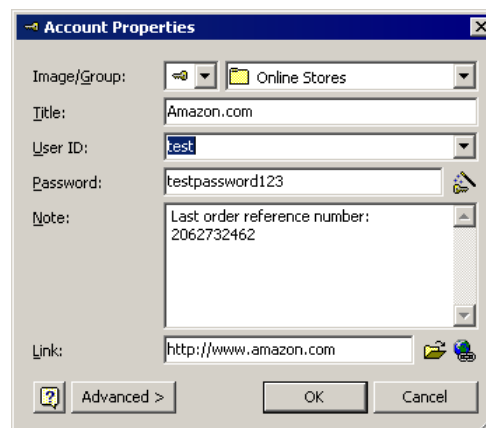 Account Properties
Image/Group: Online Stores
Title: Amazon.com
User ID: test
Password: testpassword123
Note: Last order reference number:
2062732462
Link: http://www.amazon.com
Advanced > OK Cancel